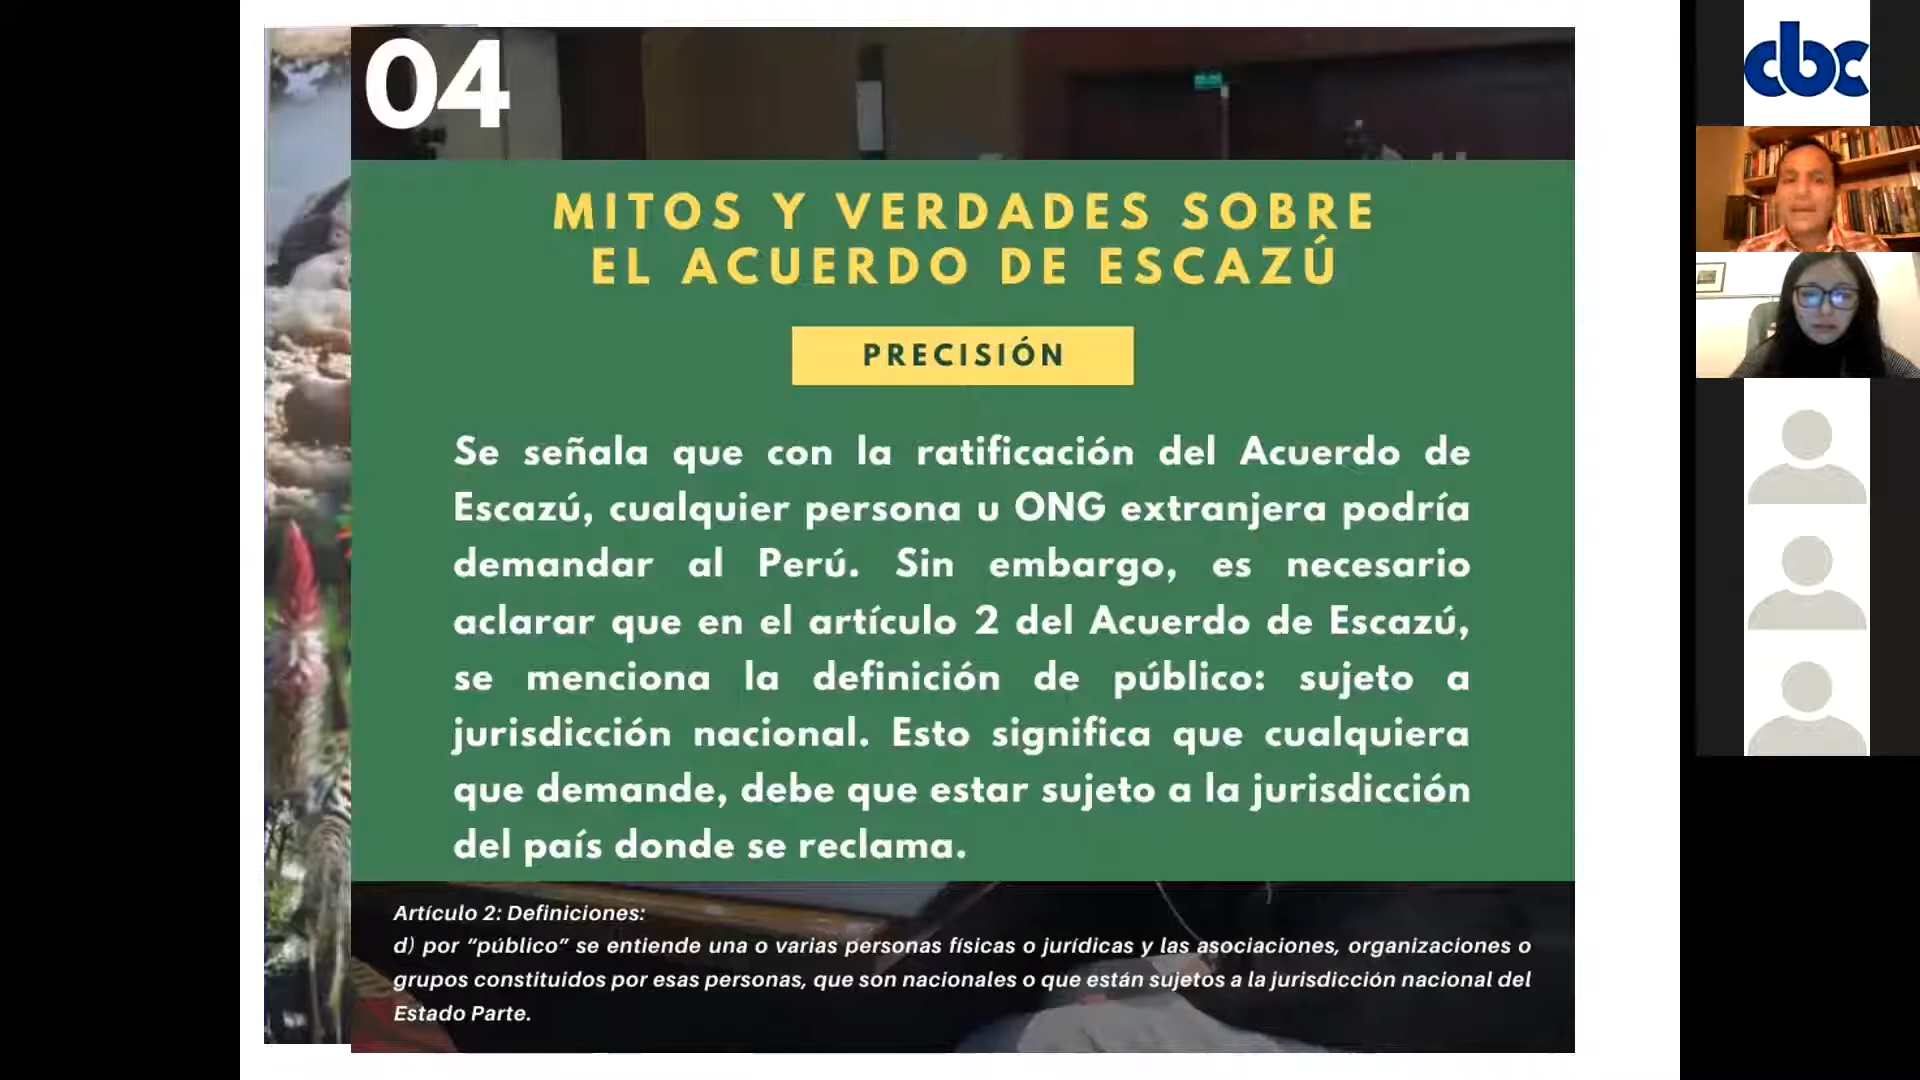 04
MITOS Y VERDADES SOBRE
EL ACUERDO DE ESCAZÚ
PRECISIÓN
Se señala que con la ratificación del Acuerdo de
Escazú, cualquier persona u ONG extranjera podría
demandar al Perú. Sin embargo, es necesario
aclarar que en el artículo 2 del Acuerdo de Escazú,
se menciona la definición de público: sujeto a
jurisdicción nacional. Esto significa que cualquiera
que demande, debe que estar sujeto a la jurisdicción
del país donde se reclama.
Artículo 2: Definiciones:
d) por “público” se entiende una o varias personas físicas o jurídicas y las asociaciones, organizaciones o
grupos constituídos por esas personas, que son nacionales o que están sujetos a la jurisdicción nacional del
Estado Parte.
cbc